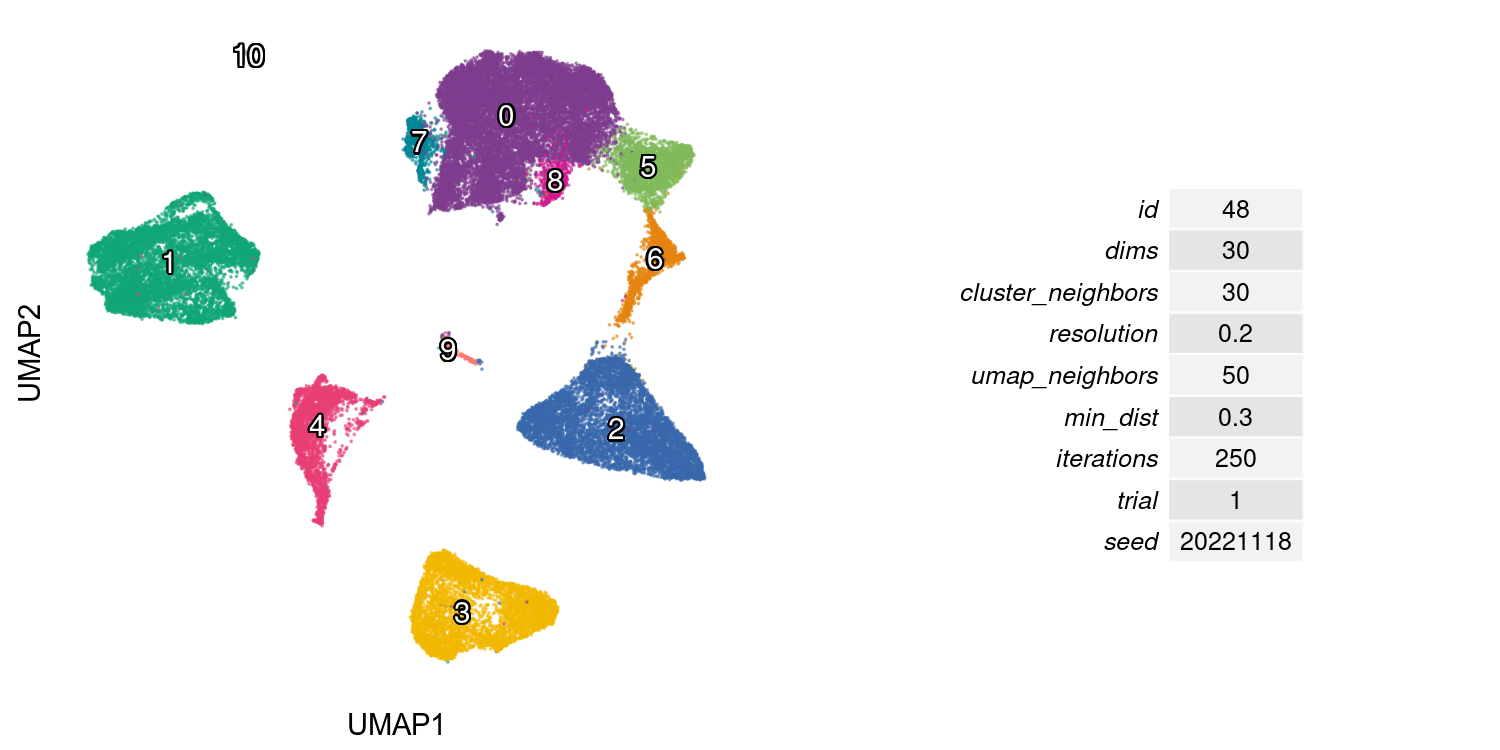 10
0
7
8
5
1
6
9
4
2
3
UMAP1
UMAP2
id 48
dims 30
cluster_neighbors 30
resolution 0.2
umap_neighbors 50
min_dist 0.3
iterations 250
trial 1
seed 20221118